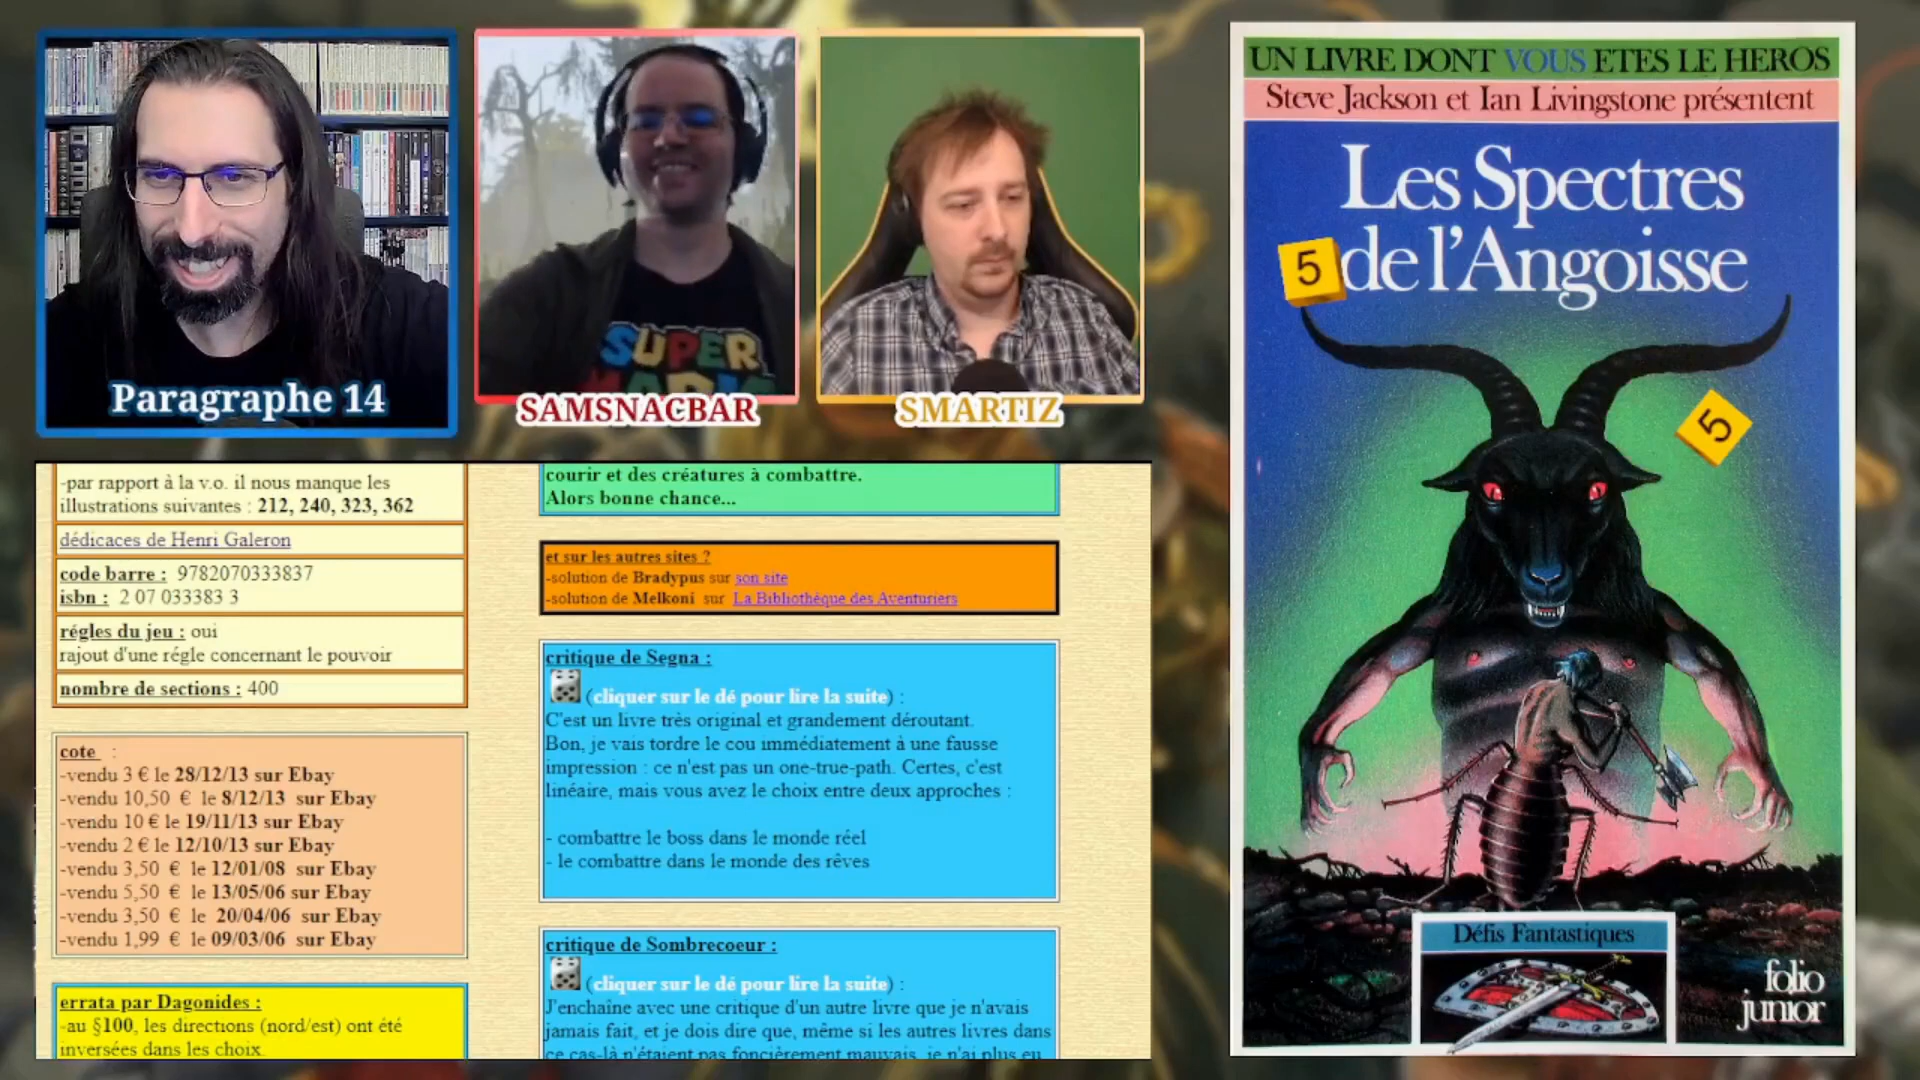 Paragraphe 14
SAMSNACBAR
SMARTIZ
SUPER
MARIO
-par rapport à la v.o. il nous manque les
illustrations suivantes : 212, 240, 323, 362
dédicaces de Henri Galeron
code barre : 9782070333837
isbn : 2 07 033383 3
régles du jeu : oui
rajout d'une régle concernant le pouvoir
nombre de sections : 400
cote :
-vendu 3 € le 28/12/13 sur Ebay
-vendu 10,50 € le 8/12/13 sur Ebay
-vendu 10 € le 19/11/13 sur Ebay
-vendu 2 € le 12/10/13 sur Ebay
-vendu 3,50 € le 12/01/08 sur Ebay
-vendu 5,50 € le 13/05/06 sur Ebay
-vendu 3,50 € le 20/04/06 sur Ebay
-vendu 1,99 € le 09/03/06 sur Ebay
errata par Dagonides :
-au §100, les directions (nord/est) ont été
inversées dans les choix.
courir et des créatures à combattre.
Alors bonne chance...
et sur les autres sites ?
-solution de Bradypus sur son site
-solution de Melkoni sur La Bibliothèque des Aventuriers
critique de Segna :
(cliquer sur le dé pour lire la suite) :
C'est un livre très original et grandement déroutant.
Bon, je vais tordre le cou immédiatement à une fausse
impression : ce n'est pas un one-true-path. Certes, c'est
linéaire, mais vous avez le choix entre deux approches :
- combattre le boss dans le monde réel
- le combattre dans le monde des rêves
critique de Sombrecoeur :
(cliquer sur le dé pour lire la suite) :
J'enchaîne avec une critique d'un autre livre que je n'avais
jamais fait, et je dois dire que, même si les autres livres dans
ce cas-là n'étaient pas foncièrement mauvais, je n'ai plus eu
UN LIVRE DONT VOUS ETES LE HEROS
Steve Jackson et Ian Livingstone présentent
Les Spectres
de l'Angoisse
5
5
Défis Fantastiques
folio
junior